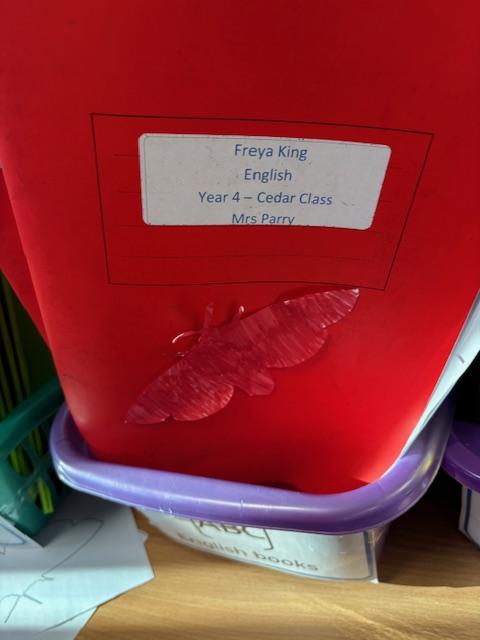 Freya King
English
Year 4 – Cedar Class
Mrs Parry
ABC
English books